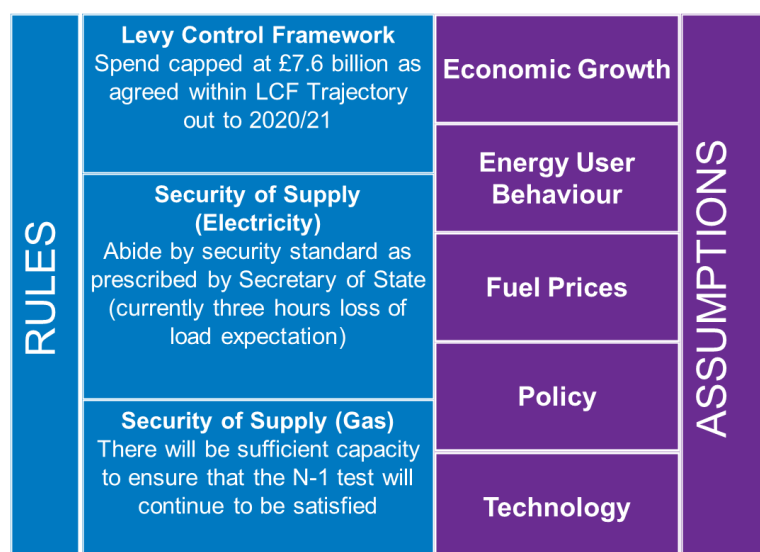 RULES
Levy Control Framework
Spend capped at £7.6 billion as
agreed within LCF Trajectory
out to 2020/21
Security of Supply
(Electricity)
Abide by security standard as
prescribed by Secretary of State
(currently three hours loss of
load expectation)
Security of Supply (Gas)
There will be sufficient capacity
to ensure that the N-1 test will
continue to be satisfied
Economic Growth
Energy User
Behaviour
Fuel Prices
Policy
Technology
ASSUMPTIONS